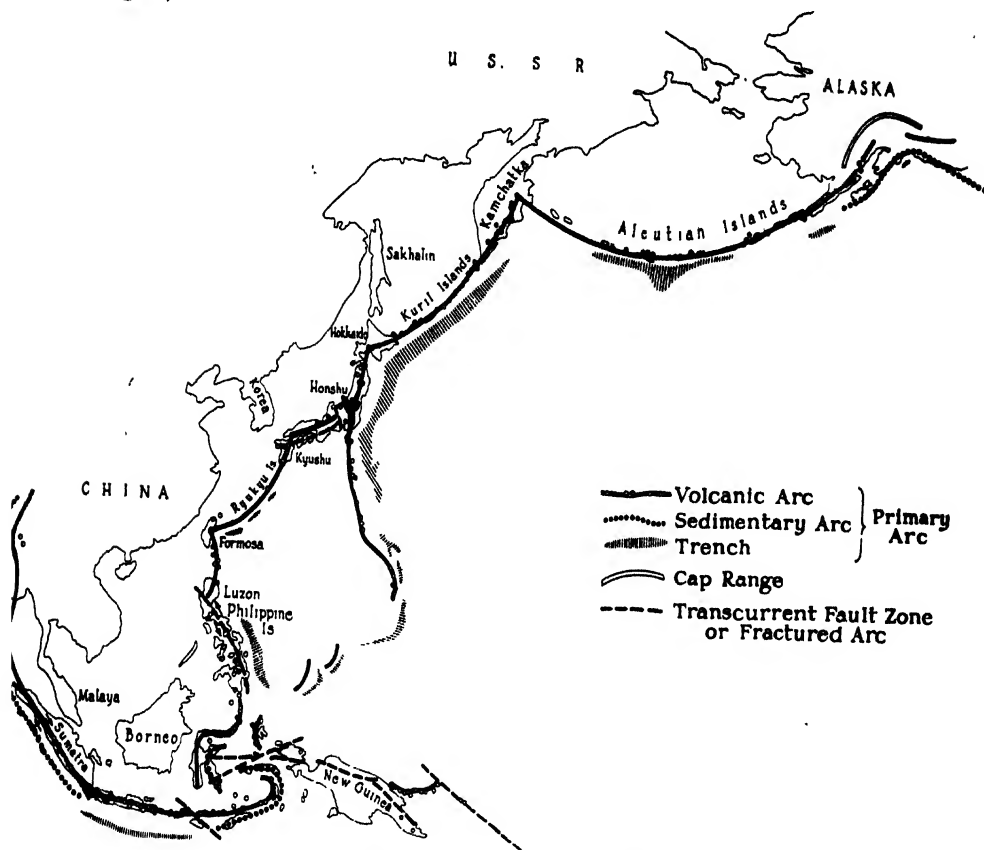 U. S. S R
ALASKA
Kamchatka
Aleutian Islands
Sakhalin
Kuril Islands
Hokkaido
Korea
Honshu
Kyushu
CHINA
Ryukyu Is
Formosa
Luzon
Philippine
Is
Malaya
Borneo
Sumatra
New Guinea
Volcanic Arc
Sedimentary Arc
Trench
Primary
Arc
Cap Range
Transcurrent Fault Zone
or Fractured Arc